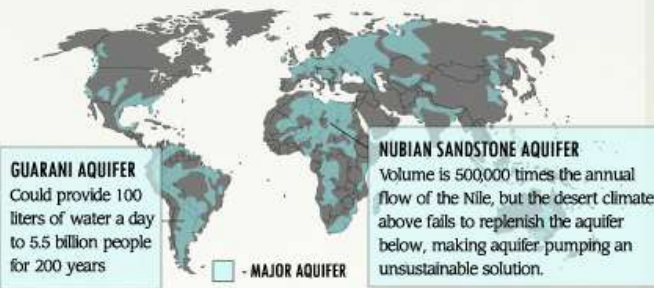 GUARANI AQUIFER
Could provide 100
liters of water a day
to 5.5 billion people
for 200 years
NUBIAN SANDSTONE AQUIFER
Volume is 500,000 times the annual
flow of the Nile, but the desert climate
above fails to replenish the aquifer
below, making aquifer pumping an
unsustainable solution.
- MAJOR AQUIFER